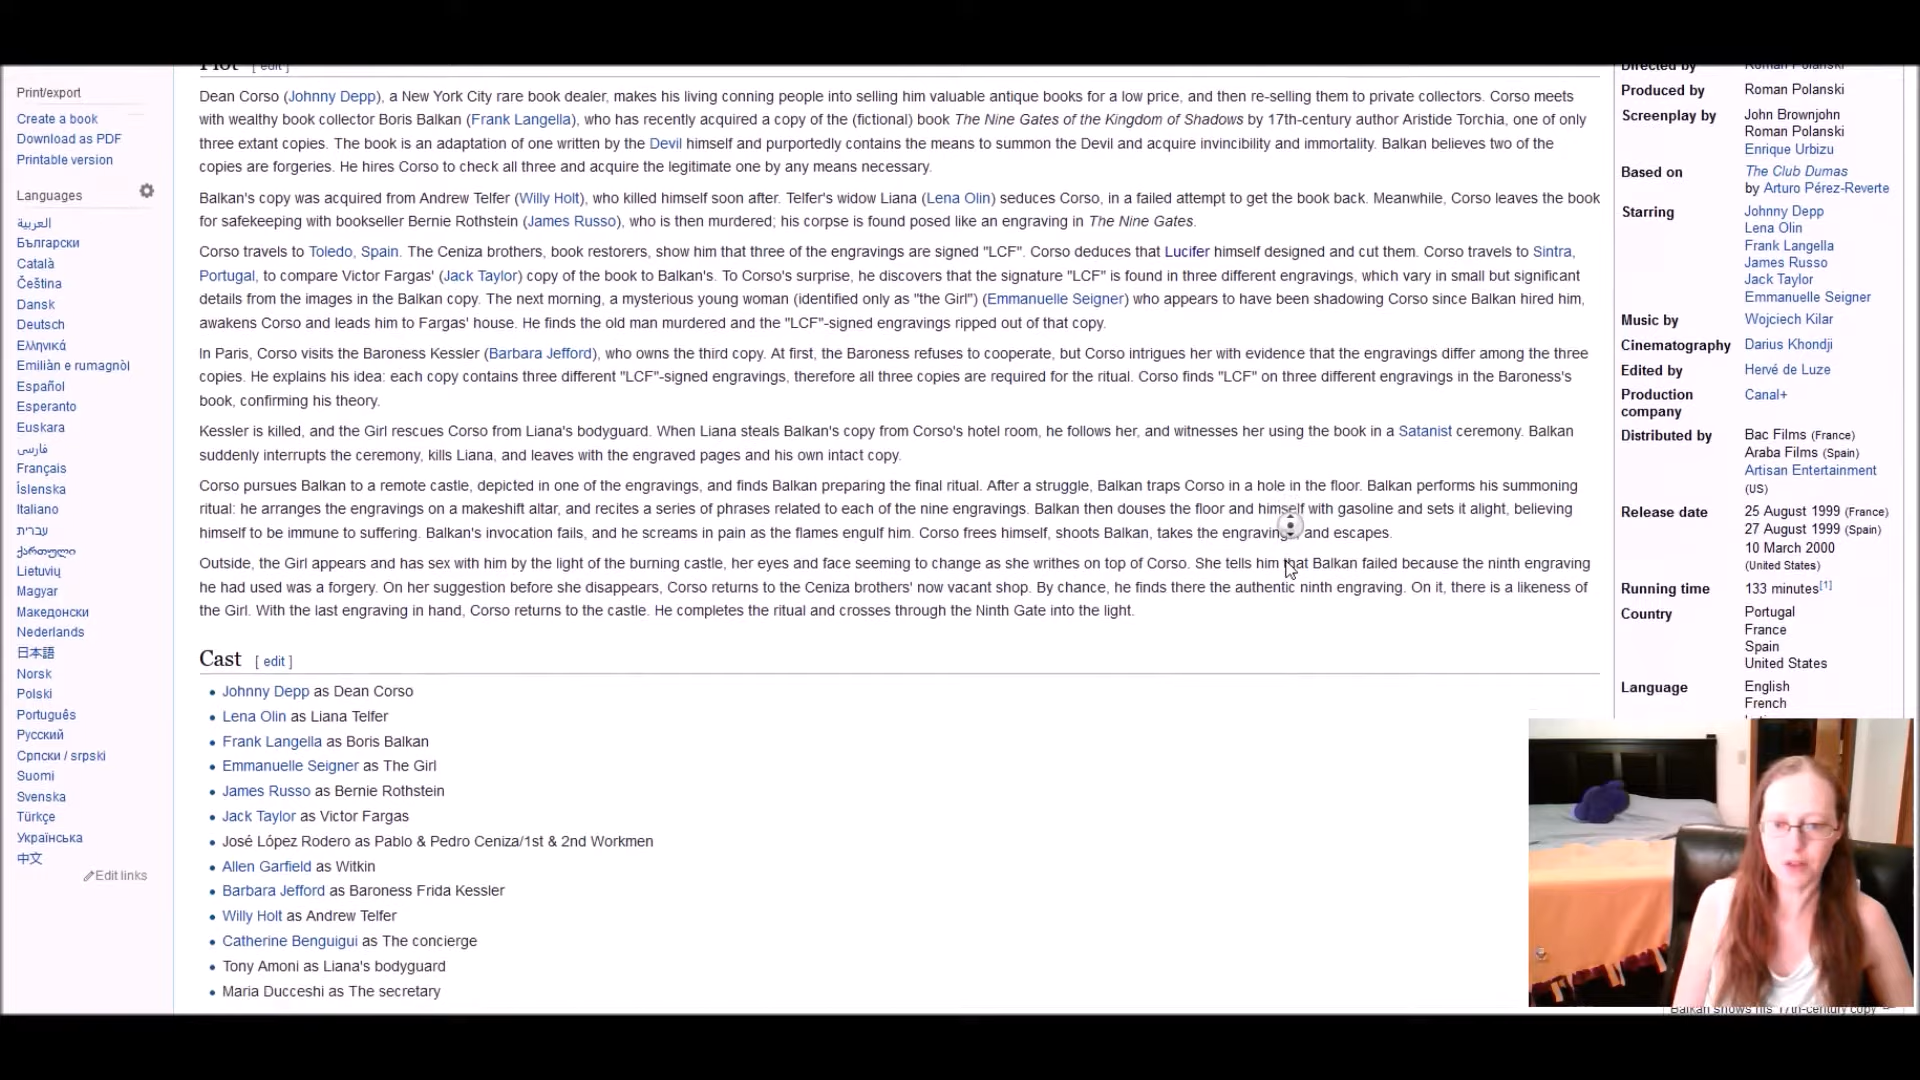 Plot [ edit ]
Dean Corso (Johnny Depp), a New York City rare book dealer, makes his living conning people into selling him valuable antique books for a low price, and then re-selling them to private collectors. Corso meets
with wealthy book collector Boris Balkan (Frank Langella), who has recently acquired a copy of the (fictional) book The Nine Gates of the Kingdom of Shadows by 17th-century author Aristide Torchia, one of only
three extant copies. The book is an adaptation of one written by the Devil himself and purportedly contains the means to summon the Devil and acquire invincibility and immortality. Balkan believes two of the
copies are forgeries. He hires Corso to check all three and acquire the legitimate one by any means necessary.
Balkan's copy was acquired from Andrew Telfer (Willy Holt), who killed himself soon after. Telfer's widow Liana (Lena Olin) seduces Corso, in a failed attempt to get the book back. Meanwhile, Corso leaves the book
for safekeeping with bookseller Bernie Rothstein (James Russo), who is then murdered; his corpse is found posed like an engraving in The Nine Gates.
Corso travels to Toledo, Spain. The Ceniza brothers, book restorers, show him that three of the engravings are signed "LCF". Corso deduces that Lucifer himself designed and cut them. Corso travels to Sintra,
Portugal, to compare Victor Fargas' (Jack Taylor) copy of the book to Balkan's. To Corso's surprise, he discovers that the signature "LCF" is found in three different engravings, which vary in small but significant
details from the images in the Balkan copy. The next morning, a mysterious young woman (identified only as "the Girl") (Emmanuelle Seigner) who appears to have been shadowing Corso since Balkan hired him,
awakens Corso and leads him to Fargas' house. He finds the old man murdered and the "LCF"-signed engravings ripped out of that copy.
In Paris, Corso visits the Baroness Kessler (Barbara Jefford), who owns the third copy. At first, the Baroness refuses to cooperate, but Corso intrigues her with evidence that the engravings differ among the three
copies. He explains his idea: each copy contains three different "LCF"-signed engravings, therefore all three copies are required for the ritual. Corso finds "LCF" on three different engravings in the Baroness's
book, confirming his theory.
Kessler is killed, and the Girl rescues Corso from Liana's bodyguard. When Liana steals Balkan's copy from Corso's hotel room, he follows her, and witnesses her using the book in a Satanist ceremony. Balkan
suddenly interrupts the ceremony, kills Liana, and leaves with the engraved pages and his own intact copy.
Corso pursues Balkan to a remote castle, depicted in one of the engravings, and finds Balkan preparing the final ritual. After a struggle, Balkan traps Corso in a hole in the floor. Balkan performs his summoning
ritual: he arranges the engravings on a makeshift altar, and recites a series of phrases related to each of the nine engravings. Balkan then douses the floor and himself with gasoline and sets it alight, believing
himself to be immune to suffering. Balkan's invocation fails, and he screams in pain as the flames engulf him. Corso frees himself, shoots Balkan, takes the engravings and escapes.
Outside, the Girl appears and has sex with him by the light of the burning castle, her eyes and face seeming to change as she writhes on top of Corso. She tells him that Balkan failed because the ninth engraving
he had used was a forgery. On her suggestion before she disappears, Corso returns to the Ceniza brothers' now vacant shop. By chance, he finds there the authentic ninth engraving. On it, there is a likeness of
the Girl. With the last engraving in hand, Corso returns to the castle. He completes the ritual and crosses through the Ninth Gate into the light.
Cast [ edit ]
• Johnny Depp as Dean Corso
• Lena Olin as Liana Telfer
• Frank Langella as Boris Balkan
• Emmanuelle Seigner as The Girl
• James Russo as Bernie Rothstein
• Jack Taylor as Victor Fargas
• José López Rodero as Pablo & Pedro Ceniza/1st & 2nd Workmen
• Allen Garfield as Witkin
• Barbara Jefford as Baroness Frida Kessler
• Willy Holt as Andrew Telfer
• Catherine Benguigui as The concierge
• Tony Amoni as Liana's bodyguard
• Maria Ducceshi as The secretary
Print/export
Create a book
Download as PDF
Printable version
Languages
العربية
Български
Català
Čeština
Dansk
Deutsch
Ελληνικά
Emiliàn e rumagnòl
Español
Esperanto
Euskara
فارسی
Français
Íslenska
Italiano
עברית
ქართული
Lietuvių
Magyar
Македонски
Nederlands
日本語
Norsk
Polski
Português
Русский
Српски / srpski
Suomi
Svenska
Türkçe
Українська
中文
Edit links
Directed by Roman Polanski
Produced by Roman Polanski
Screenplay by John Brownjohn
Roman Polanski
Enrique Urbizu
Based on The Club Dumas
by Arturo Pérez-Reverte
Starring Johnny Depp
Lena Olin
Frank Langella
James Russo
Jack Taylor
Emmanuelle Seigner
Music by Wojciech Kilar
Cinematography Darius Khondji
Edited by Hervé de Luze
Production company Canal+
Distributed by Bac Films (France)
Araba Films (Spain)
Artisan Entertainment
(US)
Release date 25 August 1999 (France)
27 August 1999 (Spain)
10 March 2000
(United States)
Running time 133 minutes[1]
Country Portugal
France
Spain
United States
Language English
French
Balkan shows his 17th-century copy